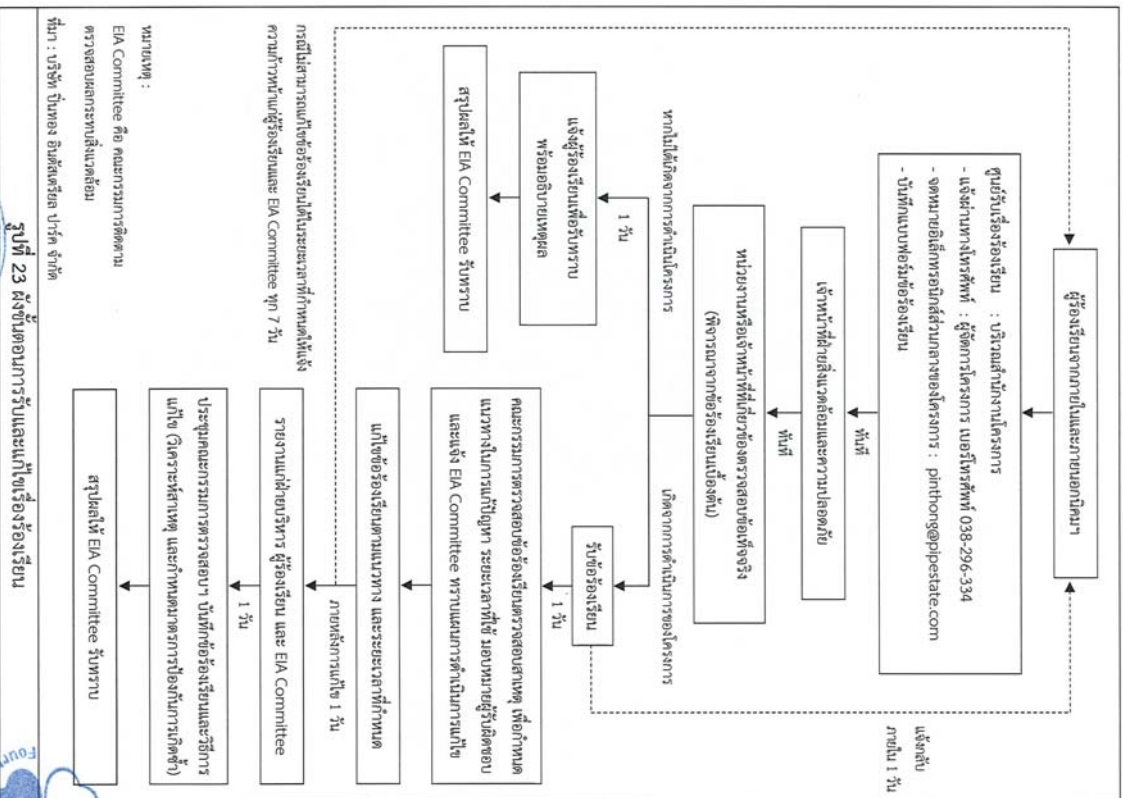 ผู้ร้องเรียนจากภายในและภายนอกนิคมฯ
ศูนย์รับเรื่องร้องเรียน : บริเวณสำนักงานโครงการ
- แจ้งผ่านทางโทรศัพท์ : ผู้จัดการโครงการ เบอร์โทรศัพท์ 038-296-334
- จดหมายอิเล็กทรอนิกส์ส่วนกลางของโครงการ : pinthong@pipestate.com
- บันทึกแบบฟอร์มข้อร้องเรียน
แจ้งกลับ
ภายใน 1 วัน
ทันที
เจ้าหน้าที่ฝ่ายสิ่งแวดล้อมและความปลอดภัย
ทันที
หน่วยงานหรือเจ้าหน้าที่ที่เกี่ยวข้องตรวจสอบข้อเท็จจริง
(พิจารณาจากข้อร้องเรียนเบื้องต้น)
หากไม่ได้เกิดจากการดำเนินโครงการ
เกิดจากการดำเนินการของโครงการ
1 วัน
แจ้งผู้ร้องเรียนเพื่อรับทราบ
พร้อมอธิบายเหตุผล
สรุปผลให้ EIA Committee รับทราบ
รับข้อร้องเรียน
1 วัน
คณะกรรมการตรวจสอบข้อร้องเรียนตรวจสอบสาเหตุ เพื่อกำหนด
แนวทางในการแก้ปัญหา ระยะเวลาที่ใช้ มอบหมายผู้รับผิดชอบ
และแจ้ง EIA Committee ทราบแผนการดำเนินการแก้ไข
แก้ไขข้อร้องเรียนตามแนวทาง และระยะเวลาที่กำหนด
ภายหลังการแก้ไข 1 วัน
กรณีไม่สามารถแก้ไขข้อร้องเรียนได้ในระยะเวลาที่กำหนดให้แจ้ง
ความก้าวหน้าแก่ผู้ร้องเรียนและ EIA Committee ทุก 7 วัน
รายงานแก่ฝ่ายบริหาร ผู้ร้องเรียน และ EIA Committee
1 วัน
ประชุมคณะกรรมการตรวจสอบฯ บันทึกข้อร้องเรียนและวิธีการ
แก้ไข (วิเคราะห์สาเหตุ และกำหนดมาตรการป้องกันการเกิดซ้ำ)
สรุปผลให้ EIA Committee รับทราบ
หมายเหตุ :
EIA Committee คือ คณะกรรมการติดตาม
ตรวจสอบผลกระทบสิ่งแวดล้อม
ที่มา : บริษัท ปิ่นทอง อินดัสเตรียล ปาร์ค จำกัด
รูปที่ 23 ผังขั้นตอนการรับและแก้ไขเรื่องร้องเรียน